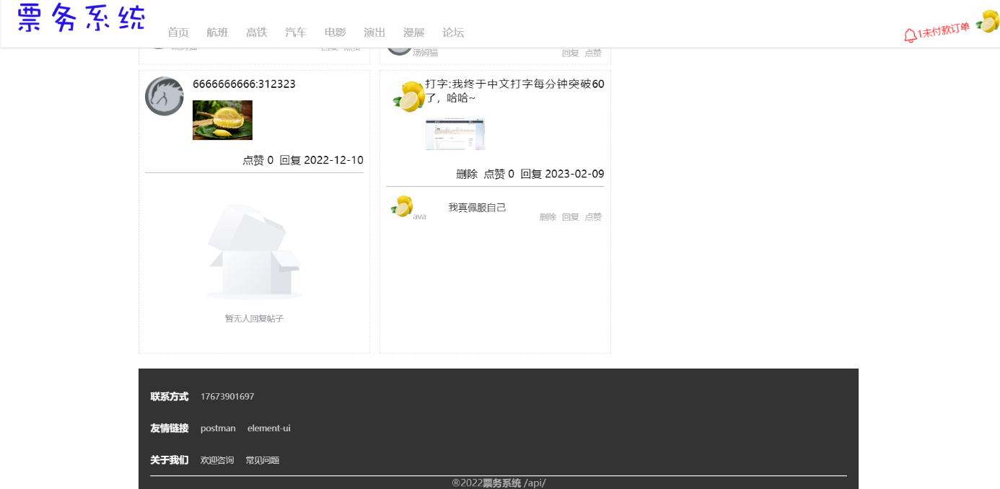 票务系统
首页 航班 高铁 汽车 电影 演出 漫展 论坛
1未付款订单
汤姆猫 回复 点赞
汤姆猫 回复 点赞
6666666666:312323
点赞 0 回复 2022-12-10
暂无人回复帖子
打字:我终于中文打字每分钟突破60
了，哈哈~
删除 点赞 0 回复 2023-02-09
ava 我真佩服自己 删除 回复 点赞
联系方式 17673901697
友情链接 postman element-ui
关于我们 欢迎咨询 常见问题
®2022票务系统 /api/